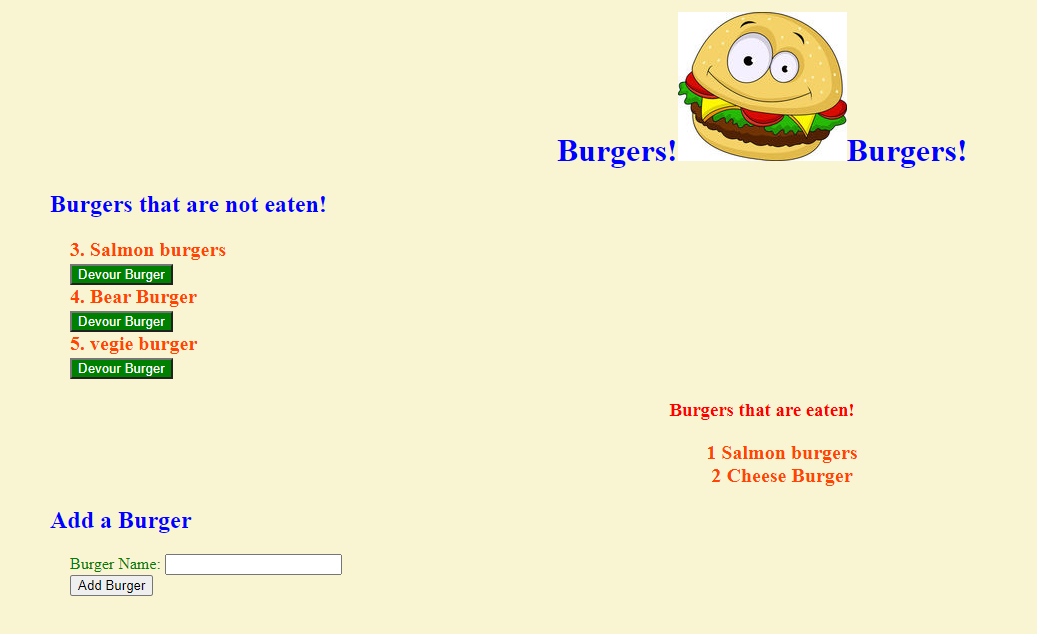 Burgers! Burgers!
Burgers that are not eaten!
3. Salmon burgers
Devour Burger
4. Bear Burger
Devour Burger
5. vegie burger
Devour Burger
Burgers that are eaten!
1 Salmon burgers
2 Cheese Burger
Add a Burger
Burger Name:
Add Burger